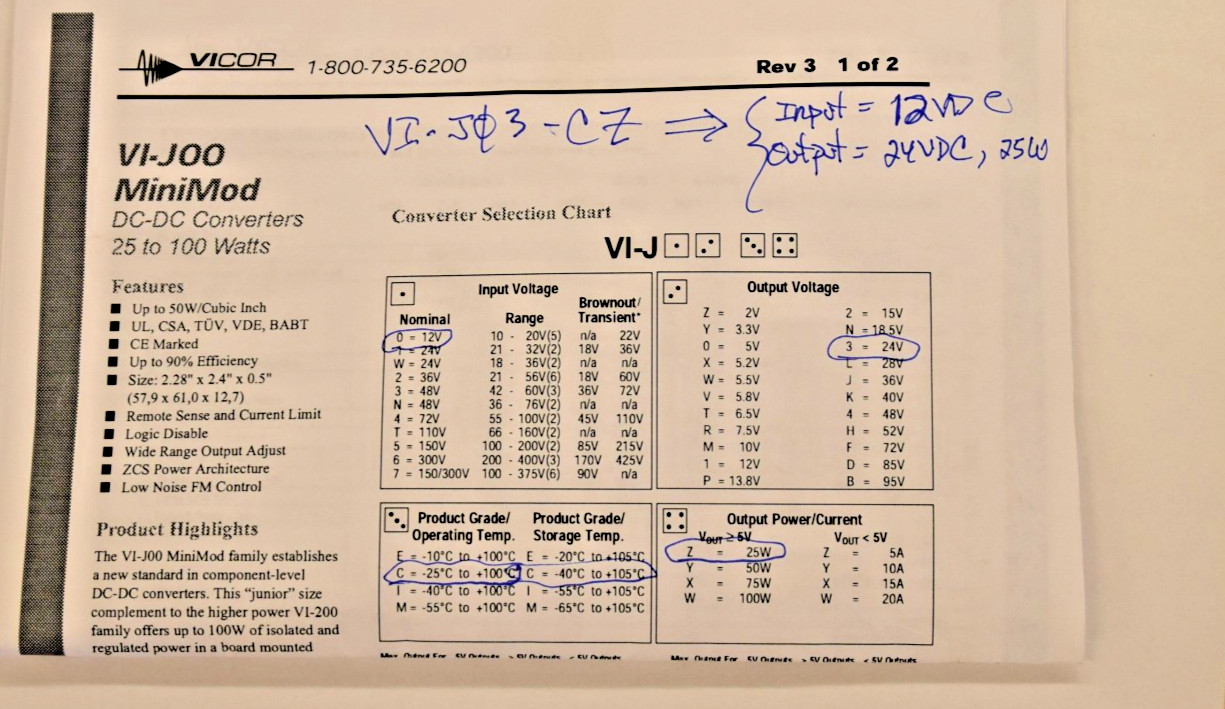 VICOR 1-800-735-6200
Rev 3 1 of 2
VI-JØ3-CZ ⇒ { Input = 12VDC
Output = 24VDC, 25W
VI-J00
MiniMod
DC-DC Converters
25 to 100 Watts
Features
■ Up to 50W/Cubic Inch
■ UL, CSA, TÜV, VDE, BABT
■ CE Marked
■ Up to 90% Efficiency
■ Size: 2.28" x 2.4" x 0.5"
(57,9 x 61,0 x 12,7)
■ Remote Sense and Current Limit
■ Logic Disable
■ Wide Range Output Adjust
■ ZCS Power Architecture
■ Low Noise FM Control
Product Highlights
The VI-J00 MiniMod family establishes
a new standard in component-level
DC-DC converters. This "junior" size
complement to the higher power VI-200
family offers up to 100W of isolated and
regulated power in a board mounted
Converter Selection Chart
VI-J ⚀ ⚁ ⚂ ⚃
⚀ Input Voltage
Brownout/
Nominal Range Transient*
0 = 12V 10 - 20V(5) n/a 22V
1 = 24V 21 - 32V(2) 18V 36V
W = 24V 18 - 36V(2) n/a n/a
2 = 36V 21 - 56V(6) 18V 60V
3 = 48V 42 - 60V(3) 36V 72V
N = 48V 36 - 76V(2) n/a n/a
4 = 72V 55 - 100V(2) 45V 110V
T = 110V 66 - 160V(2) n/a n/a
5 = 150V 100 - 200V(2) 85V 215V
6 = 300V 200 - 400V(3) 170V 425V
7 = 150/300V 100 - 375V(6) 90V n/a
⚁ Output Voltage
Z = 2V 2 = 15V
Y = 3.3V N = 18.5V
0 = 5V 3 = 24V
X = 5.2V L = 28V
W = 5.5V J = 36V
V = 5.8V K = 40V
T = 6.5V 4 = 48V
R = 7.5V H = 52V
M = 10V F = 72V
1 = 12V D = 85V
P = 13.8V B = 95V
⚂ Product Grade/ Product Grade/
Operating Temp. Storage Temp.
E = -10°C to +100°C E = -20°C to +105°C
C = -25°C to +100°C C = -40°C to +105°C
I = -40°C to +100°C I = -55°C to +105°C
M = -55°C to +100°C M = -65°C to +105°C
⚃ Output Power/Current
VOUT ≥ 5V VOUT < 5V
Z = 25W Z = 5A
Y = 50W Y = 10A
X = 75W X = 15A
W = 100W W = 20A